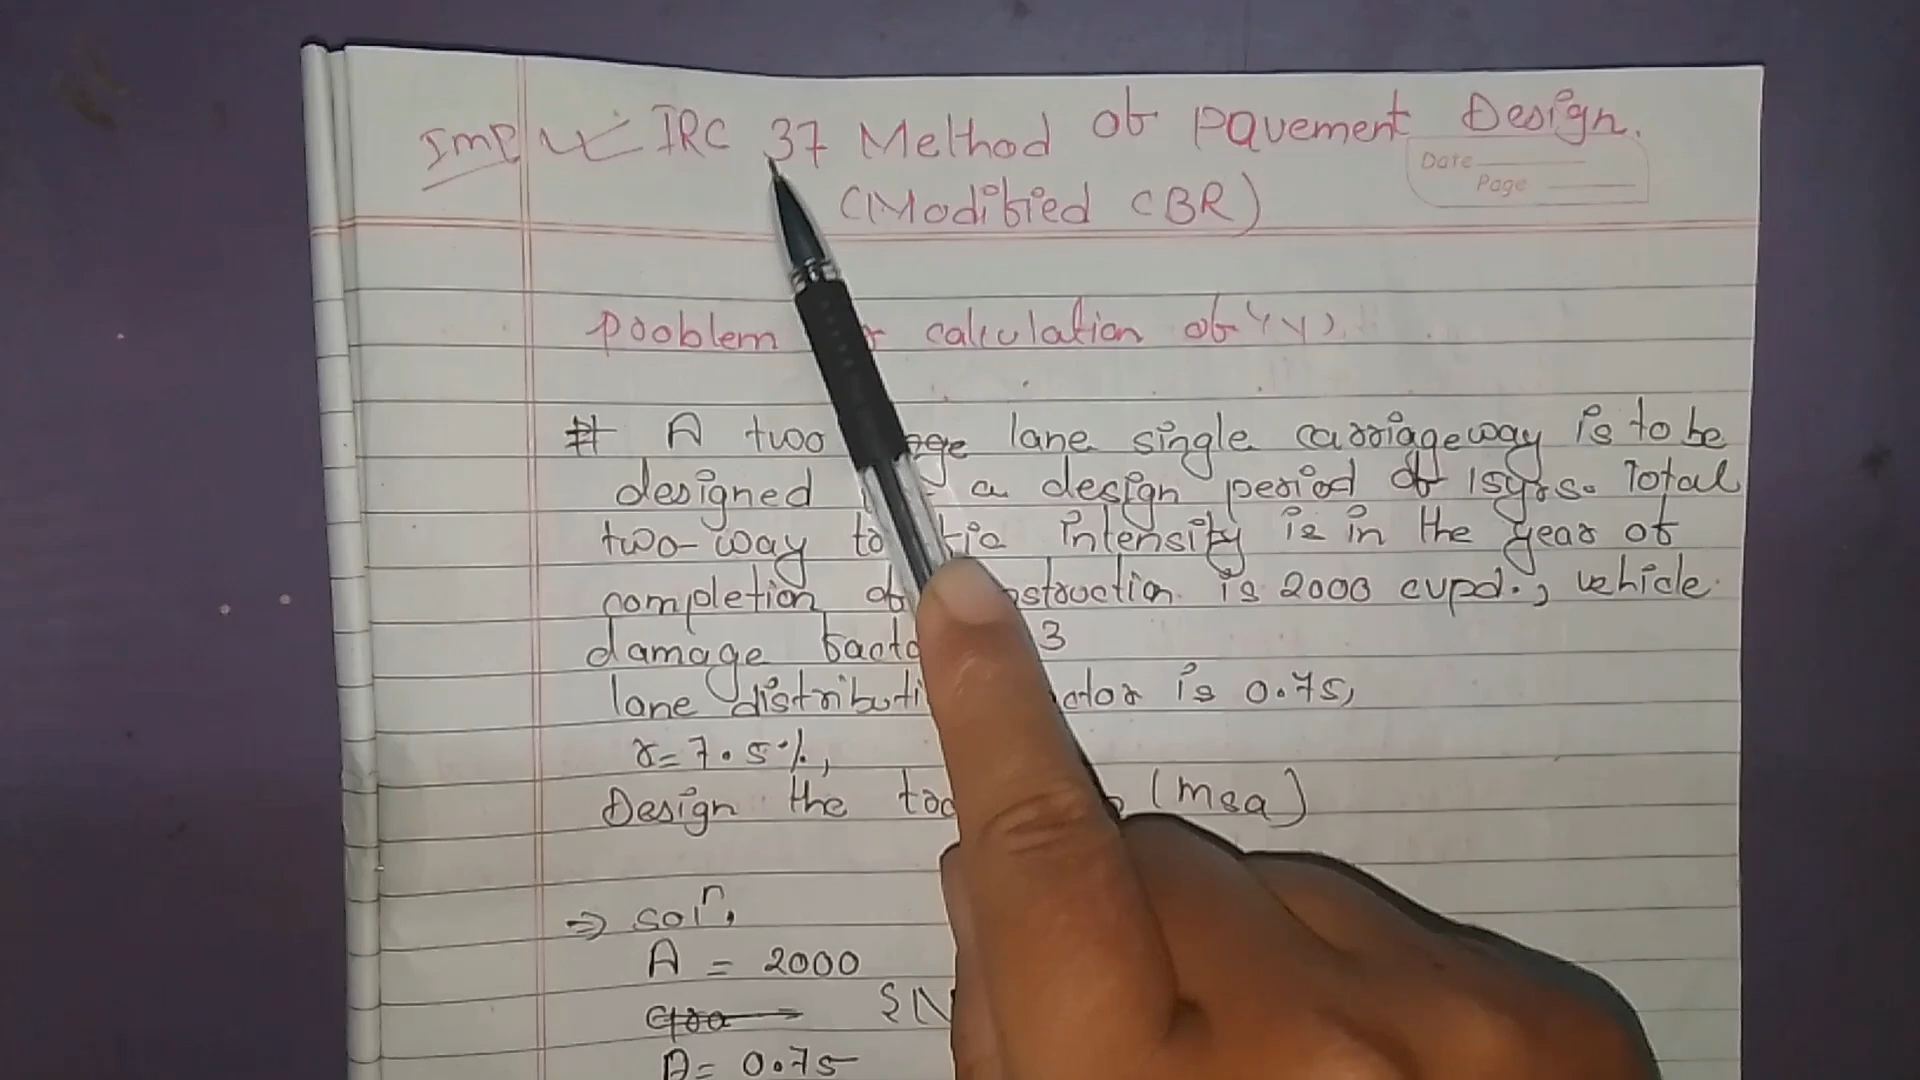 Imp IRC 37 Method of Pavement Design.
Date
Page
(Modified CBR)
problem calculation of 'y'
# A two lane single carriageway is to be
designed a design period of 15yrs. Total
two-way intensity is in the year of
completion of is 2000 cvpd., vehicle
damage 3
lane is 0.75,
r= 7.5%,
Design the (msa)
⇒ solⁿ.
A = 2000
D= 0.75